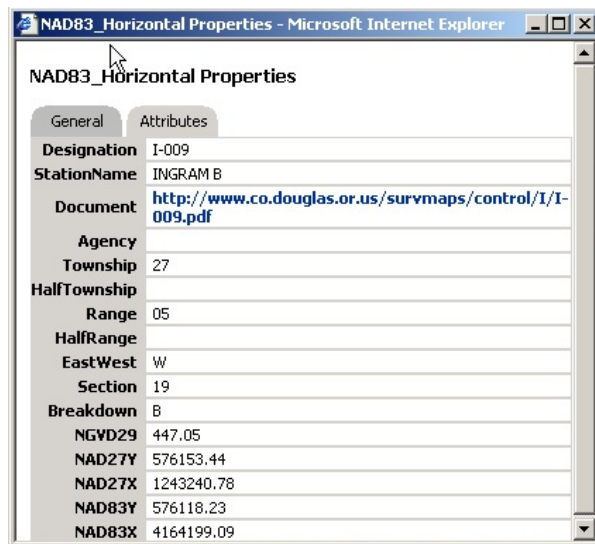 NAD83_Horizontal Properties - Microsoft Internet Explorer
NAD83_Horizontal Properties
General Attributes
Designation I-009
StationName INGRAM B
Document http://www.co.douglas.or.us/survmaps/control/I/I-
009.pdf
Agency
Township 27
HalfTownship
Range 05
HalfRange
EastWest W
Section 19
Breakdown B
NGVD29 447.05
NAD27Y 576153.44
NAD27X 1243240.78
NAD83Y 576118.23
NAD83X 4164199.09